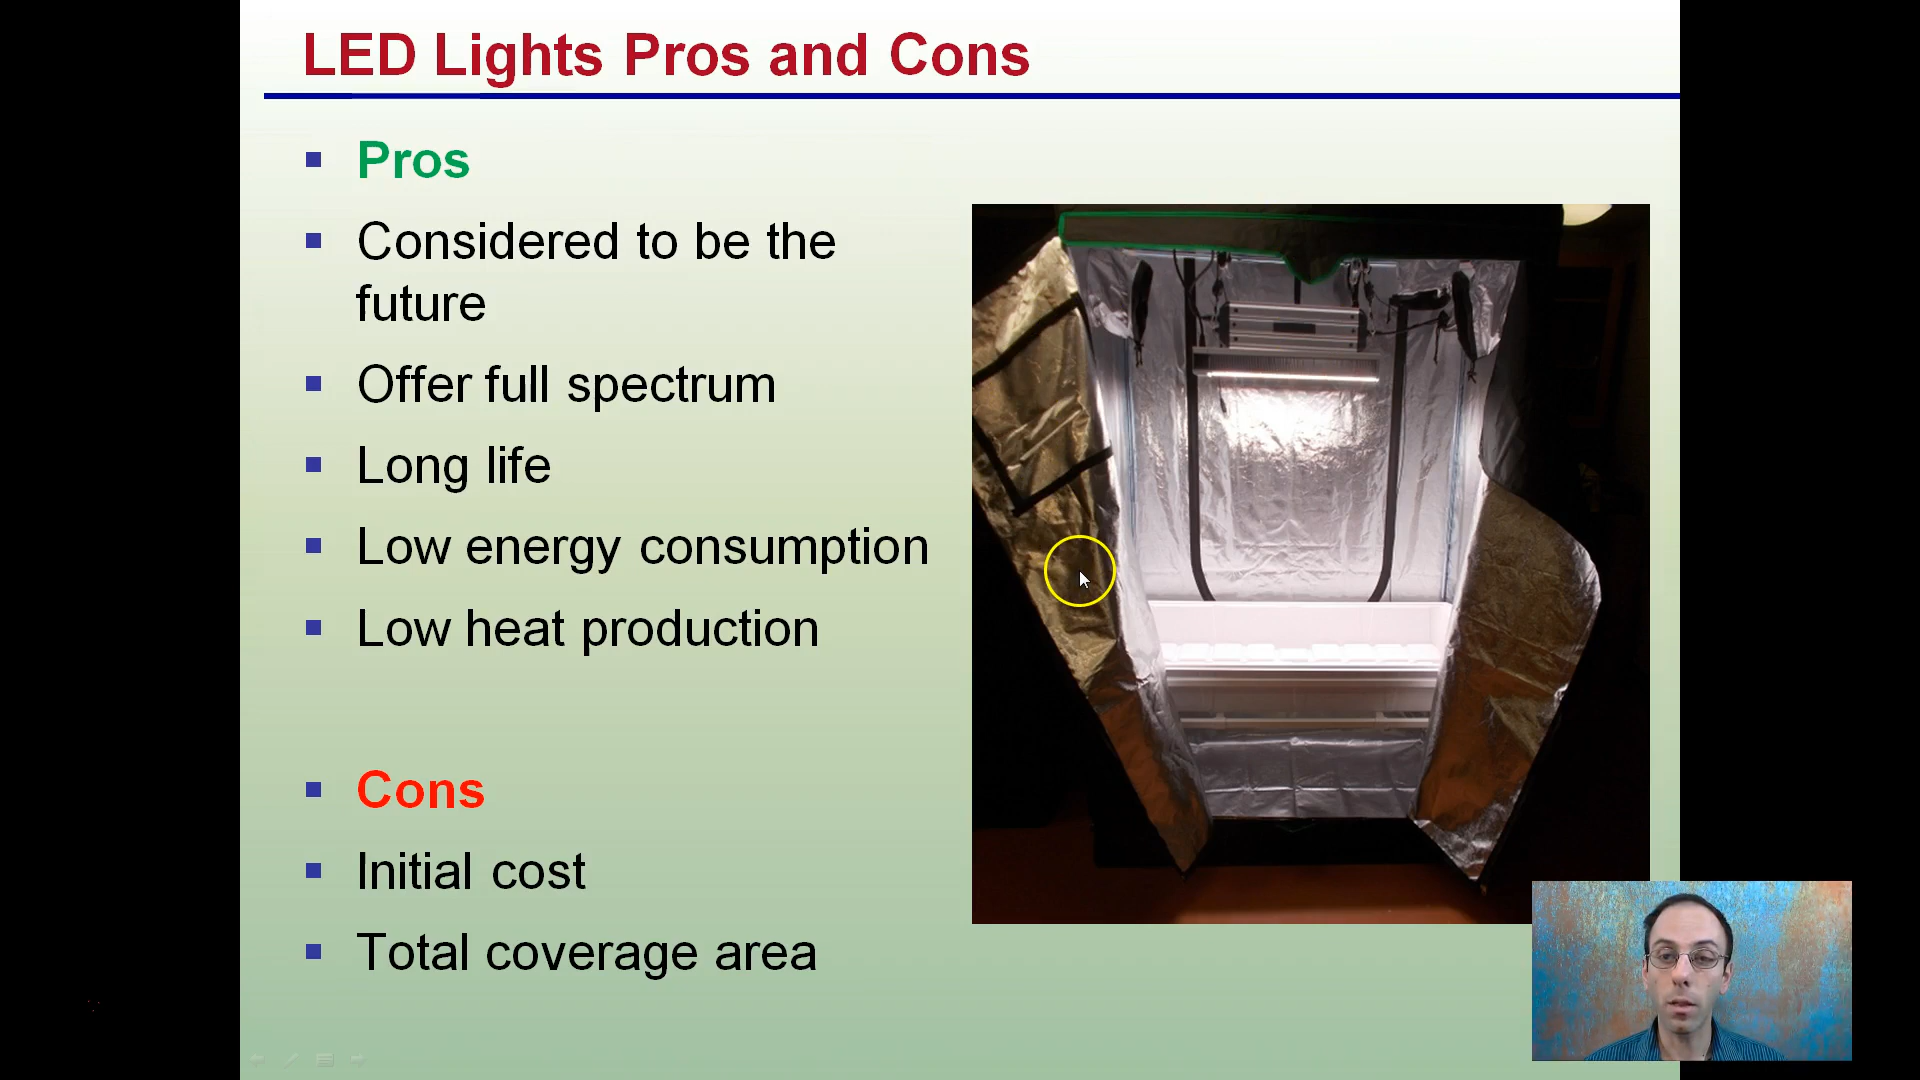 LED Lights Pros and Cons
Pros
Considered to be the
future
Offer full spectrum
Long life
Low energy consumption
Low heat production
Cons
Initial cost
Total coverage area